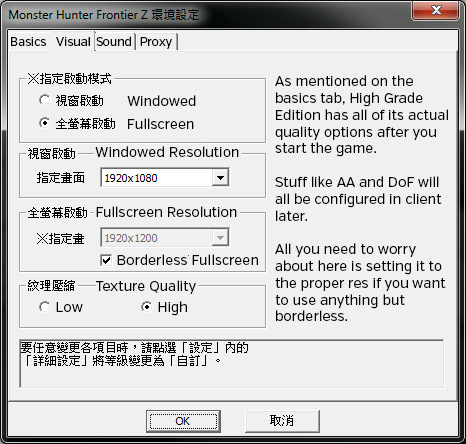 Monster Hunter Frontier Z 環境設定
Basics Visual Sound Proxy
※指定啟動模式
視窗啟動 Windowed
全螢幕啟動 Fullscreen
視窗啟動 Windowed Resolution
指定畫面 1920x1080
全螢幕啟動 Fullscreen Resolution
※指定畫 1920x1200
Borderless Fullscreen
紋理壓縮 Texture Quality
Low High
As mentioned on the
basics tab, High Grade
Edition has all of its actual
quality options after you
start the game.
Stuff like AA and DoF will
all be configured in client
later.
All you need to worry
about here is setting it to
the proper res if you want
to use anything but
borderless.
要任意變更各項目時，請點選「設定」內的
「詳細設定」將等級變更為「自訂」。
OK 取消